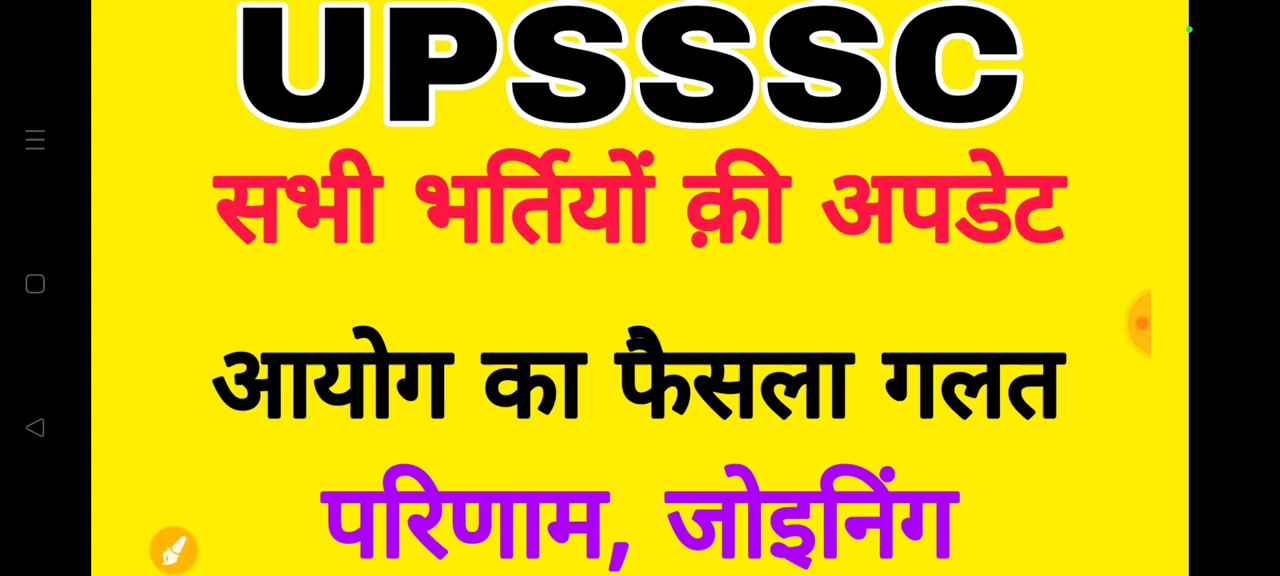 UPSSSC
सभी भर्तियों क़ी अपडेट
आयोग का फैसला गलत
परिणाम, जोइनिंग